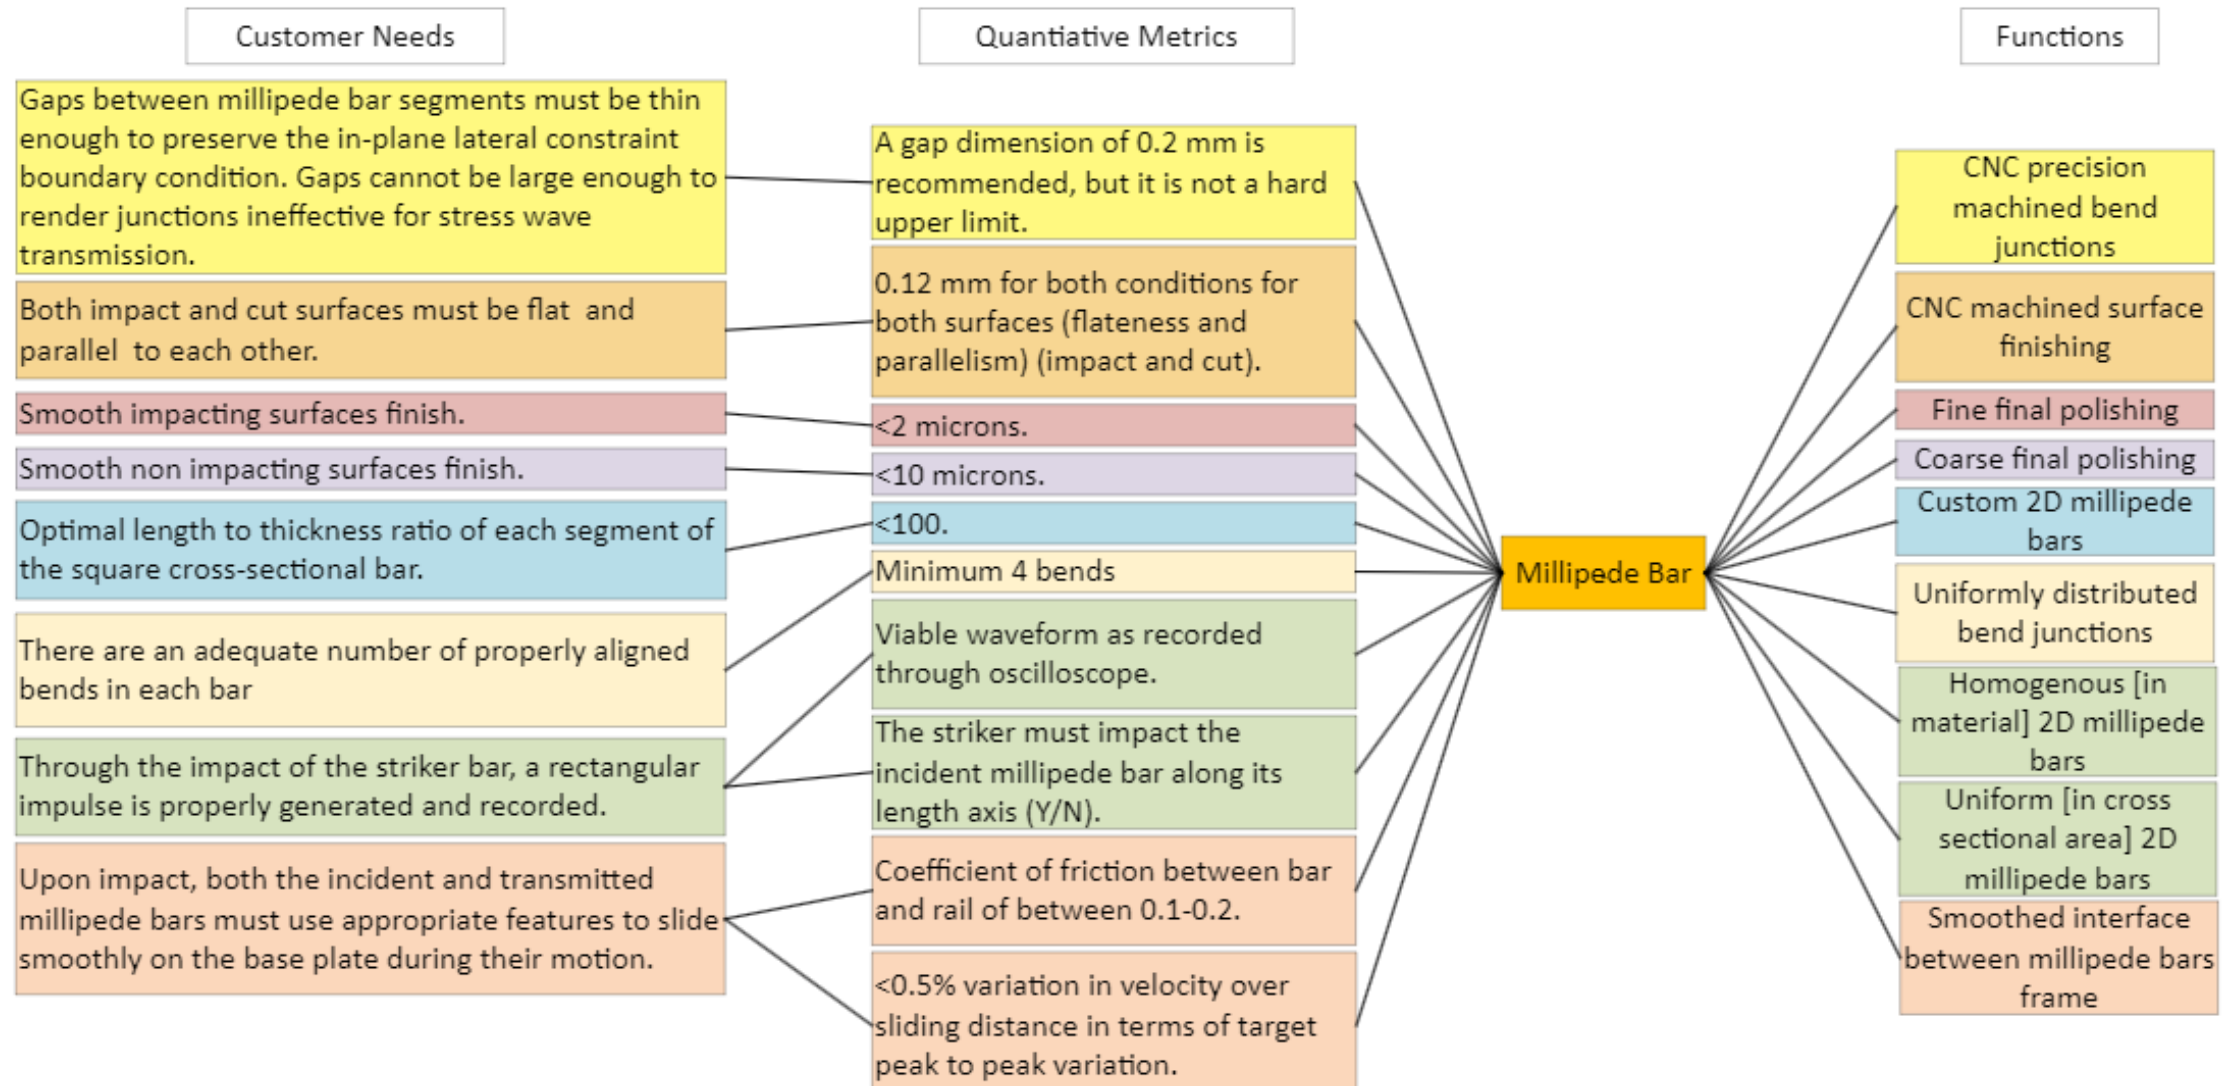 Customer Needs
Quantiative Metrics
Functions
Gaps between millipede bar segments must be thin
enough to preserve the in-plane lateral constraint
boundary condition. Gaps cannot be large enough to
render junctions ineffective for stress wave
transmission.
Both impact and cut surfaces must be flat and
parallel to each other.
Smooth impacting surfaces finish.
Smooth non impacting surfaces finish.
Optimal length to thickness ratio of each segment of
the square cross-sectional bar.
There are an adequate number of properly aligned
bends in each bar
Through the impact of the striker bar, a rectangular
impulse is properly generated and recorded.
Upon impact, both the incident and transmitted
millipede bars must use appropriate features to slide
smoothly on the base plate during their motion.
A gap dimension of 0.2 mm is
recommended, but it is not a hard
upper limit.
0.12 mm for both conditions for
both surfaces (flateness and
parallelism) (impact and cut).
<2 microns.
<10 microns.
<100.
Minimum 4 bends
Viable waveform as recorded
through oscilloscope.
The striker must impact the
incident millipede bar along its
length axis (Y/N).
Coefficient of friction between bar
and rail of between 0.1-0.2.
<0.5% variation in velocity over
sliding distance in terms of target
peak to peak variation.
Millipede Bar
CNC precision
machined bend
junctions
CNC machined surface
finishing
Fine final polishing
Coarse final polishing
Custom 2D millipede
bars
Uniformly distributed
bend junctions
Homogenous [in
material] 2D millipede
bars
Uniform [in cross
sectional area] 2D
millipede bars
Smoothed interface
between millipede bars
frame